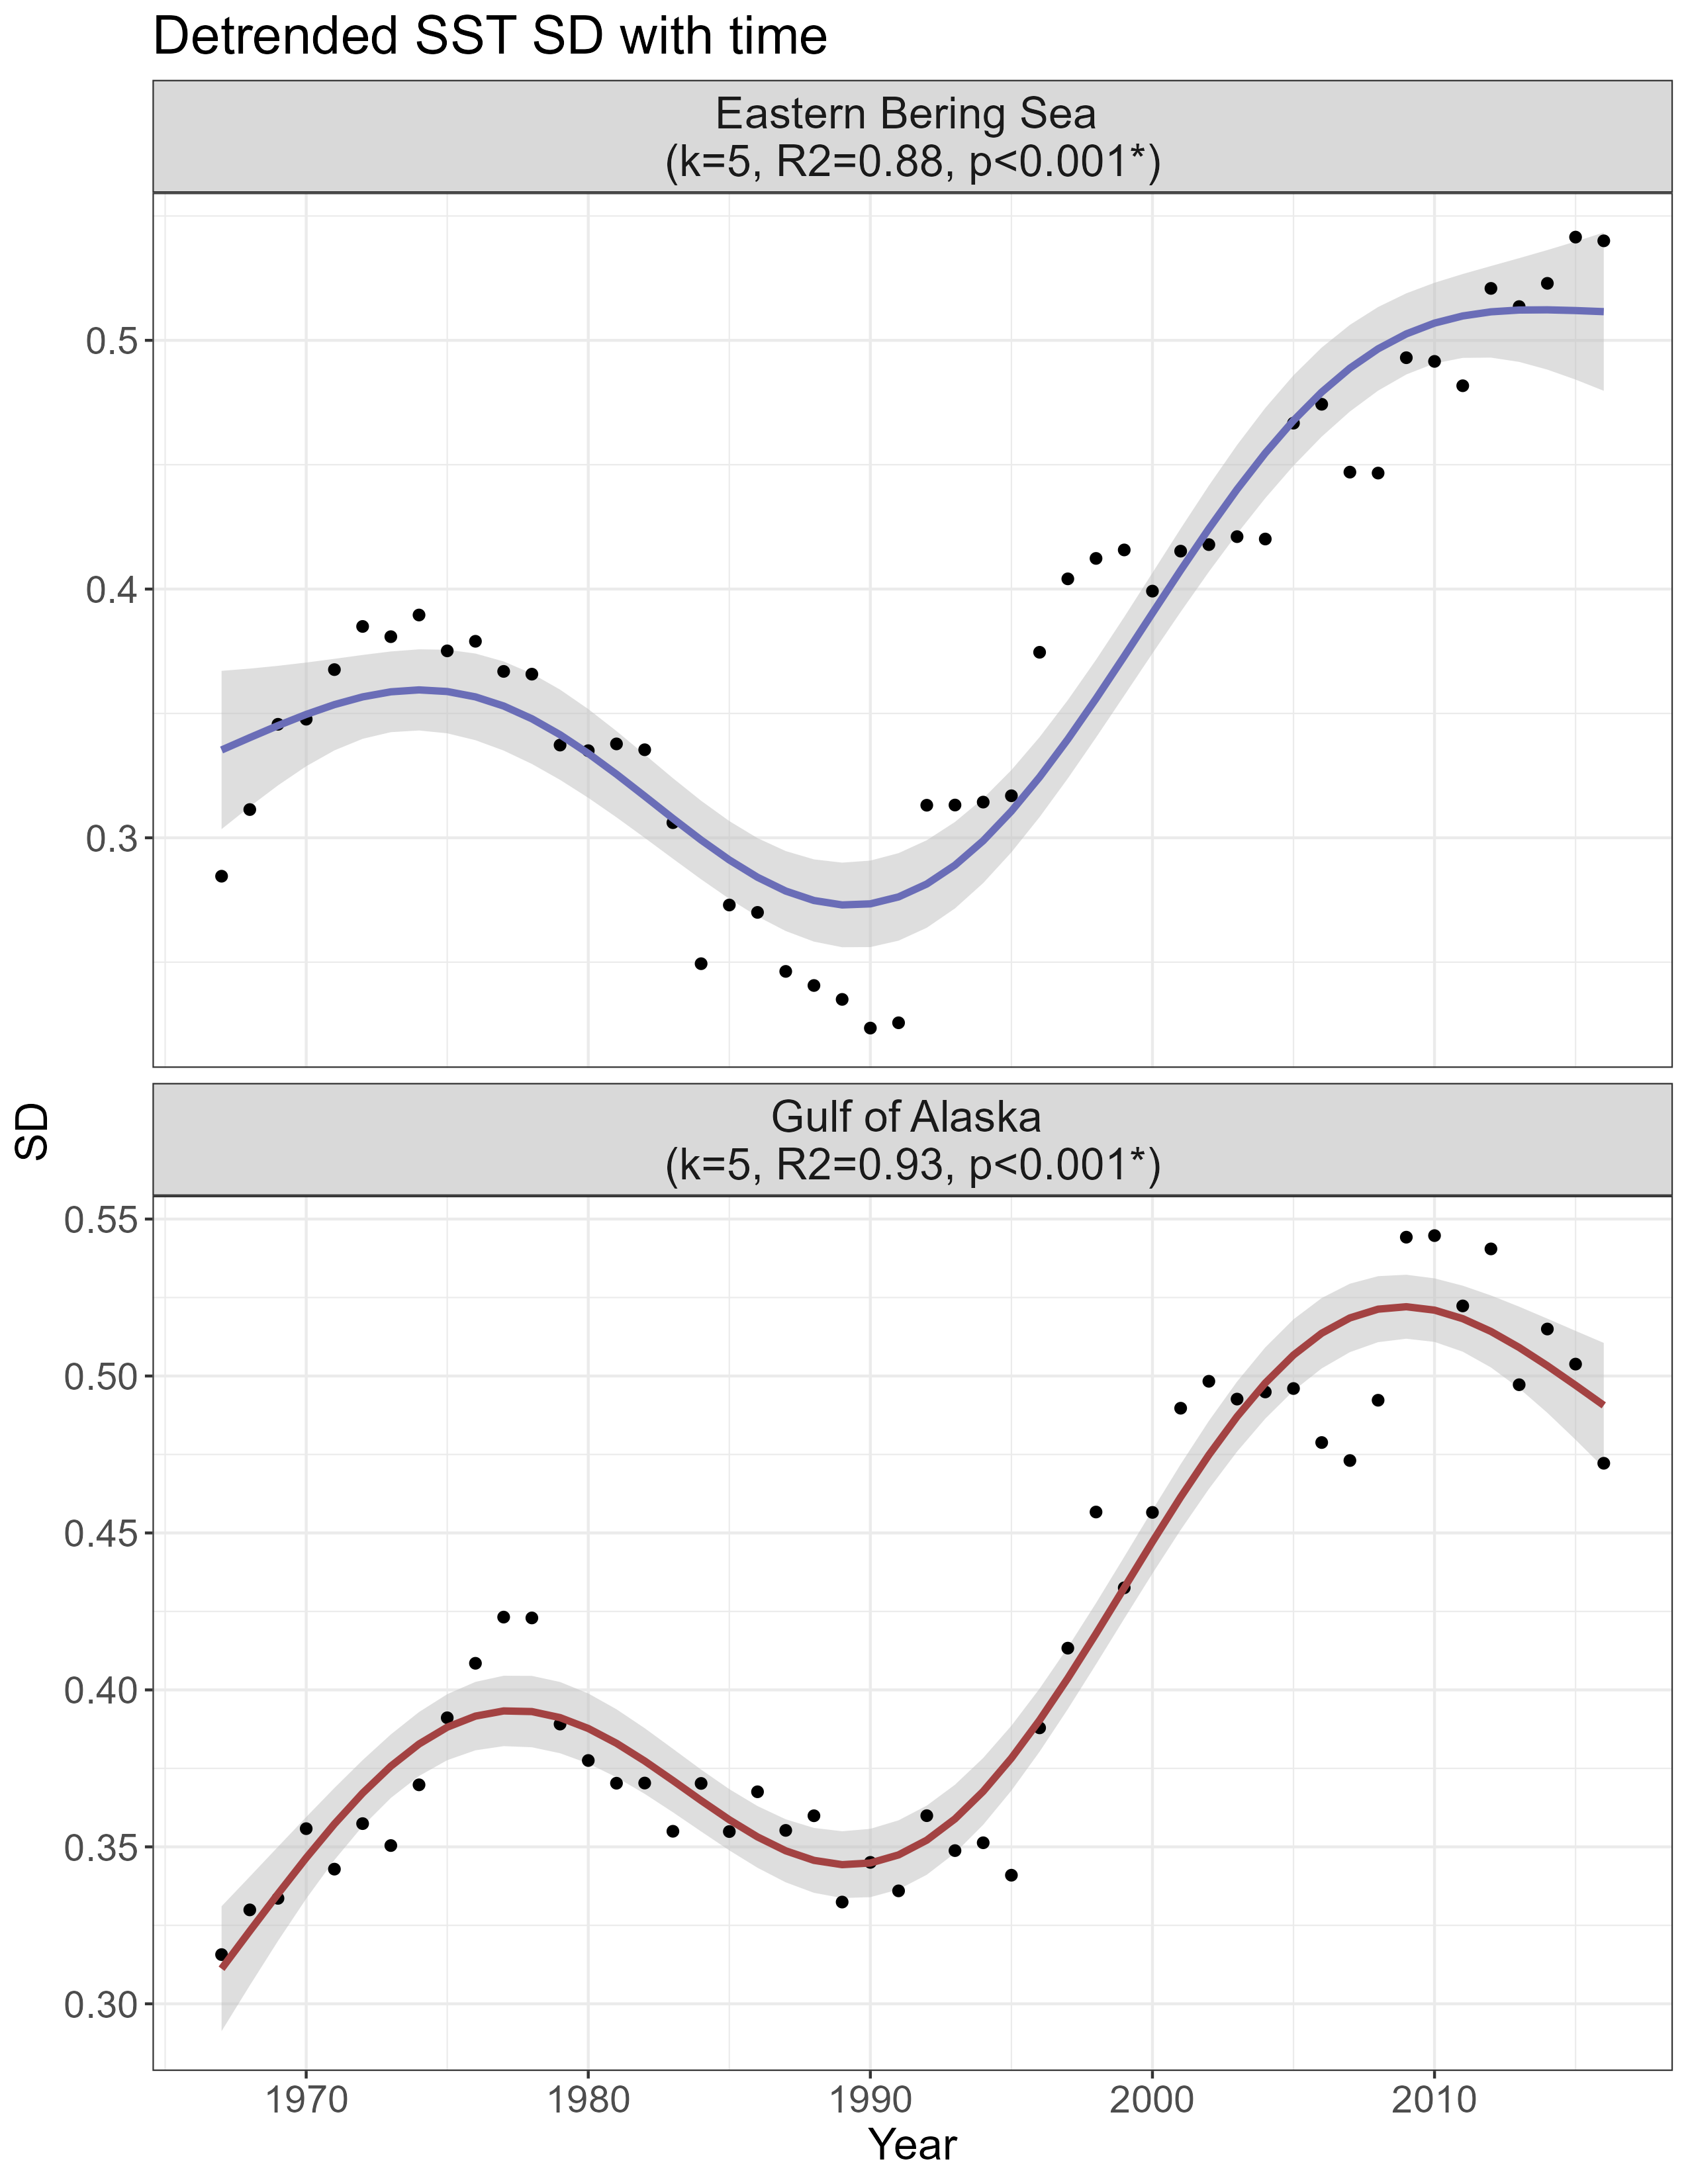 Detrended SST SD with time
Eastern Bering Sea
(k=5, R2=0.88, p<0.001*)
0.5
0.4
0.3
SD
Gulf of Alaska
(k=5, R2=0.93, p<0.001*)
0.55
0.50
0.45
0.40
0.35
0.30
1970 1980 1990 2000 2010
Year